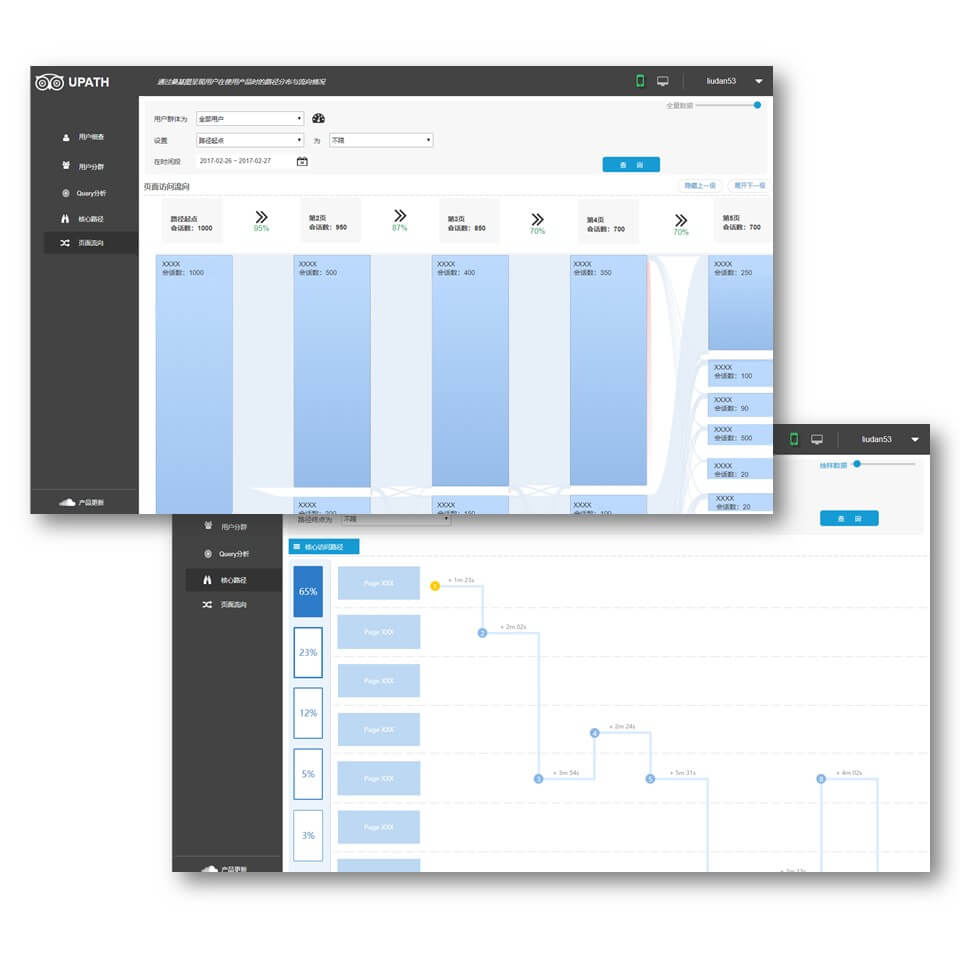 UPATH
通过桑基图呈现用户在使用产品时的路径分布与流向情况
liudan53
用户细查
用户分群
Query分析
核心路径
页面流向
产品更新
全量数据
用户群体为 全部用户
设置 路径起点 为 不限
在时间段 2017-02-26 ~ 2017-02-27
查 询
页面访问流向
隐藏上一级 展开下一级
路径起点
会话数: 1000
95%
第2页
会话数: 950
87%
第3页
会话数: 850
70%
第4页
会话数: 700
70%
第5页
会话数: 700
XXXX
会话数: 1000
XXXX
会话数: 500
XXXX
会话数: 400
XXXX
会话数: 350
XXXX
会话数: 250
XXXX
会话数: 100
XXXX
会话数: 90
XXXX
会话数: 500
XXXX
会话数: 20
XXXX
会话数: 20
XXXX
会话数: 200
XXXX
会话数: 150
XXXX
会话数: 100
liudan53
抽样数据
路径终点为 不限
查 询
用户分群
Query分析
核心路径
页面流向
产品更新
核心访问路径
65%
23%
12%
5%
3%
Page XXX
Page XXX
Page XXX
Page XXX
Page XXX
Page XXX
1 + 1m 23s
2 + 2m 02s
3 + 3m 54s
4 + 2m 24s
5 + 5m 31s
8 + 4m 02s